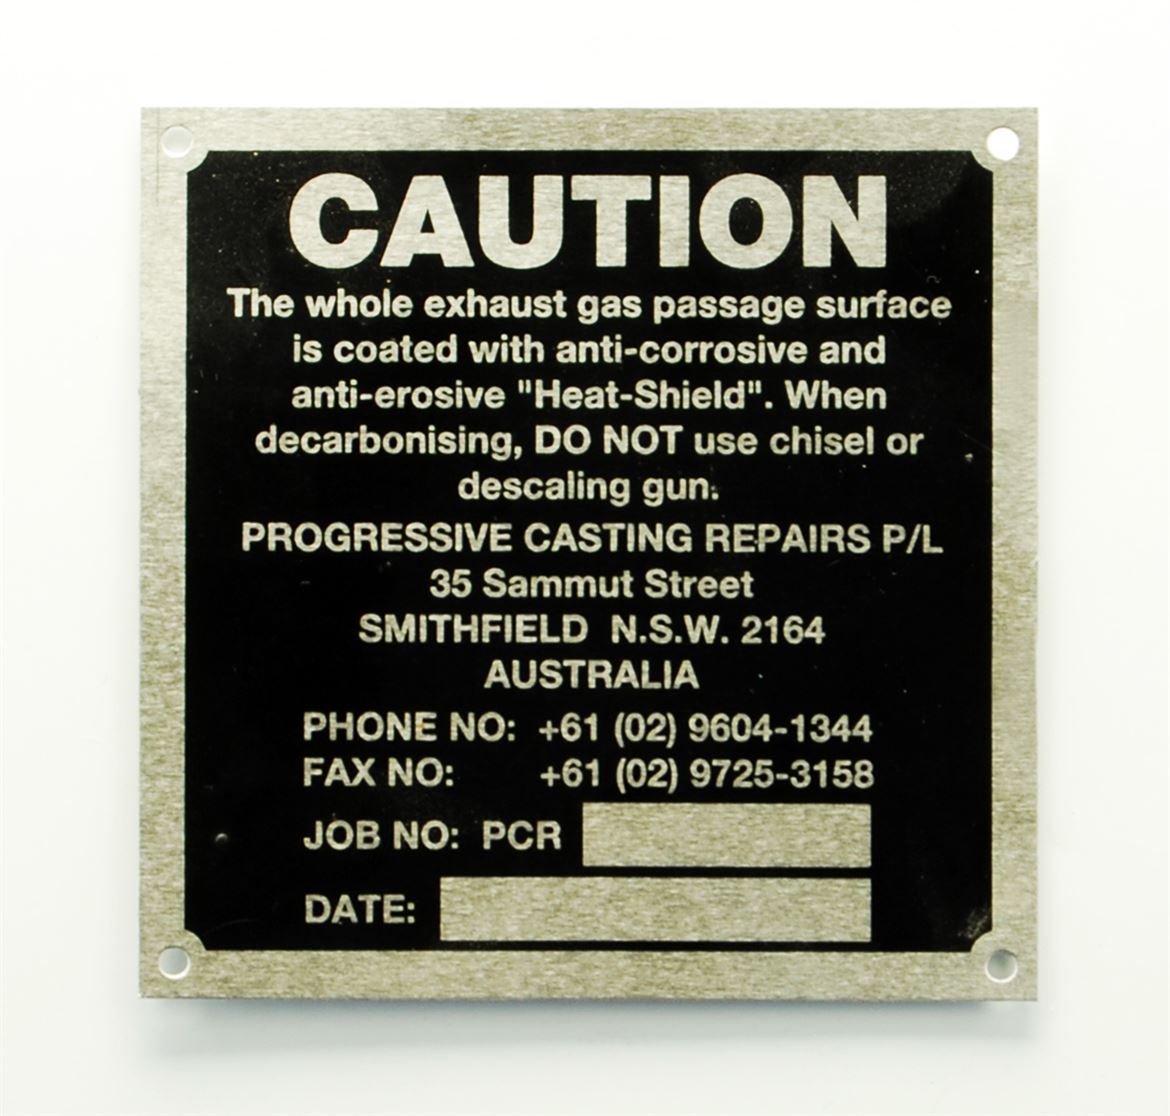 CAUTION
The whole exhaust gas passage surface
is coated with anti-corrosive and
anti-erosive "Heat-Shield". When
decarbonising, DO NOT use chisel or
descaling gun.
PROGRESSIVE CASTING REPAIRS P/L
35 Sammut Street
SMITHFIELD N.S.W. 2164
AUSTRALIA
PHONE NO: +61 (02) 9604-1344
FAX NO: +61 (02) 9725-3158
JOB NO: PCR
DATE: